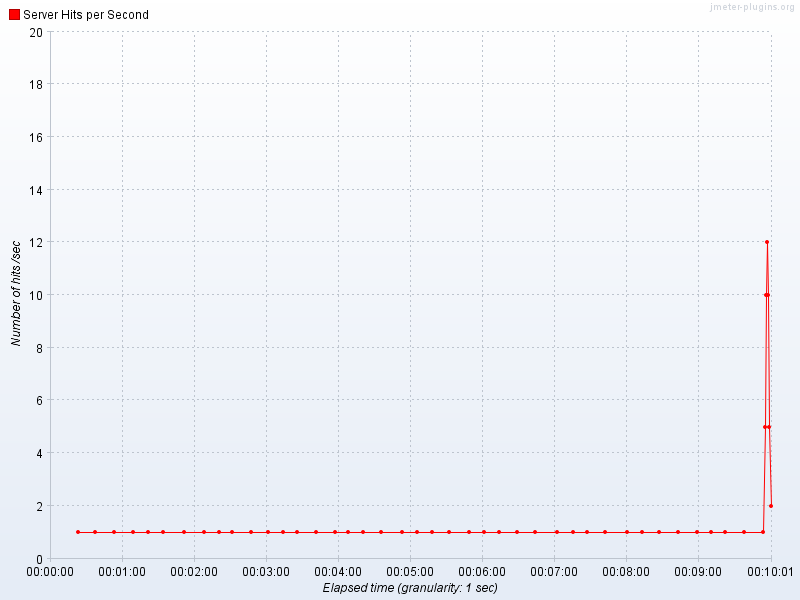 jmeter-plugins.org
Server Hits per Second
20
18
16
14
12
10
8
6
4
2
0
Number of hits /sec
00:00:00 00:01:00 00:02:00 00:03:00 00:04:00 00:05:00 00:06:00 00:07:00 00:08:00 00:09:00 00:10:01
Elapsed time (granularity: 1 sec)